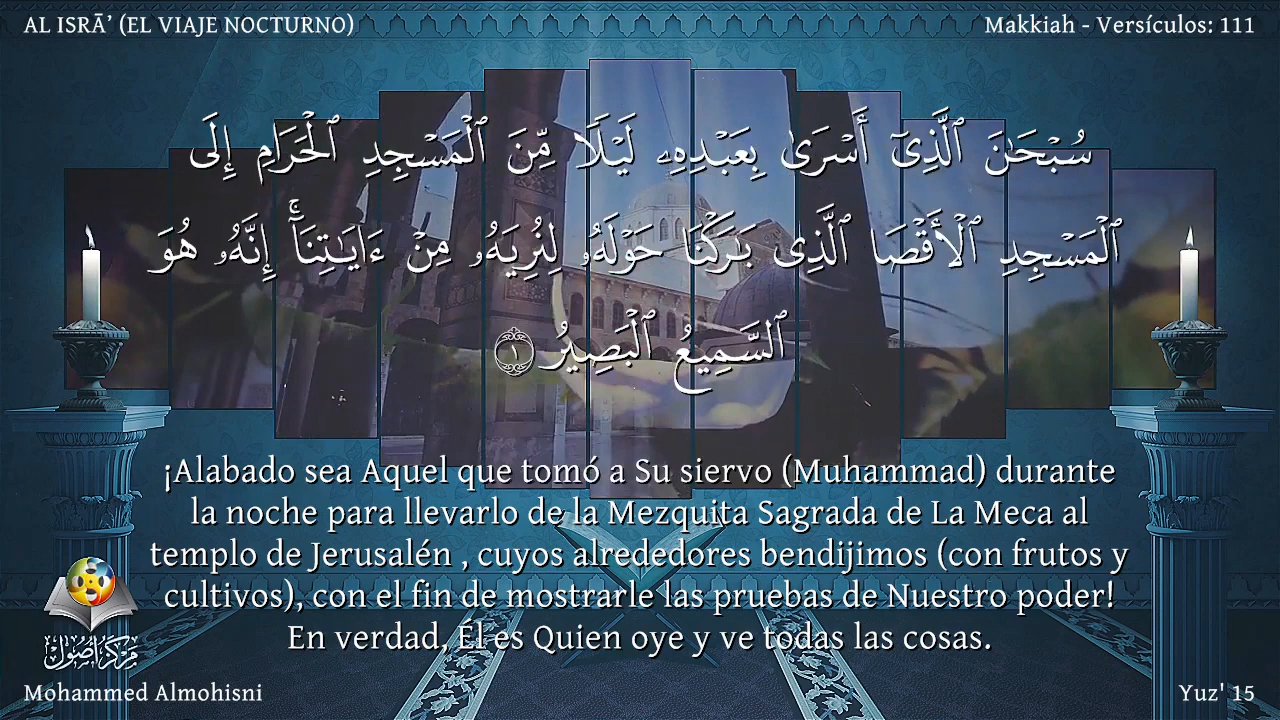 AL ISRĀ’ (EL VIAJE NOCTURNO)
Makkiah - Versículos: 111
سُبْحَـٰنَ ٱلَّذِىٓ أَسْرَىٰ بِعَبْدِهِۦ لَيْلًا مِّنَ ٱلْمَسْجِدِ ٱلْحَرَامِ إِلَى
ٱلْمَسْجِدِ ٱلْأَقْصَا ٱلَّذِى بَـٰرَكْنَا حَوْلَهُۥ لِنُرِيَهُۥ مِنْ ءَايَـٰتِنَآ ۚ إِنَّهُۥ هُوَ
ٱلسَّمِيعُ ٱلْبَصِيرُ ١
¡Alabado sea Aquel que tomó a Su siervo (Muhammad) durante
la noche para llevarlo de la Mezquita Sagrada de La Meca al
templo de Jerusalén , cuyos alrededores bendijimos (con frutos y
cultivos), con el fin de mostrarle las pruebas de Nuestro poder!
En verdad, Él es Quien oye y ve todas las cosas.
مركز أصول
Mohammed Almohisni
Yuz' 15